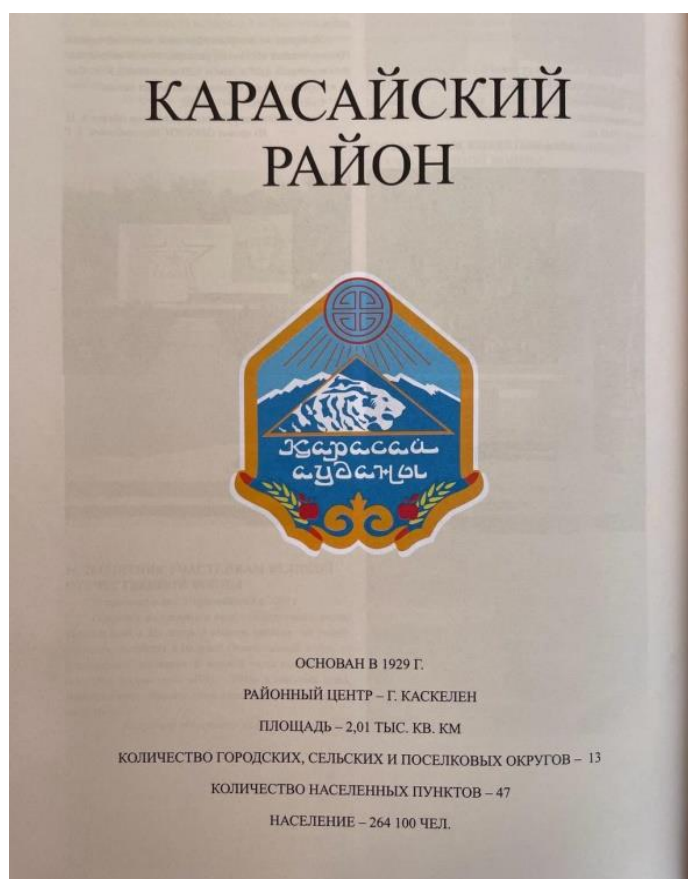 КАРАСАЙСКИЙ
РАЙОН
Қарасай
ауданы
ОСНОВАН В 1929 Г.
РАЙОННЫЙ ЦЕНТР – Г. КАСКЕЛЕН
ПЛОЩАДЬ – 2,01 ТЫС. КВ. КМ
КОЛИЧЕСТВО ГОРОДСКИХ, СЕЛЬСКИХ И ПОСЕЛКОВЫХ ОКРУГОВ – 13
КОЛИЧЕСТВО НАСЕЛЕННЫХ ПУНКТОВ – 47
НАСЕЛЕНИЕ – 264 100 ЧЕЛ.